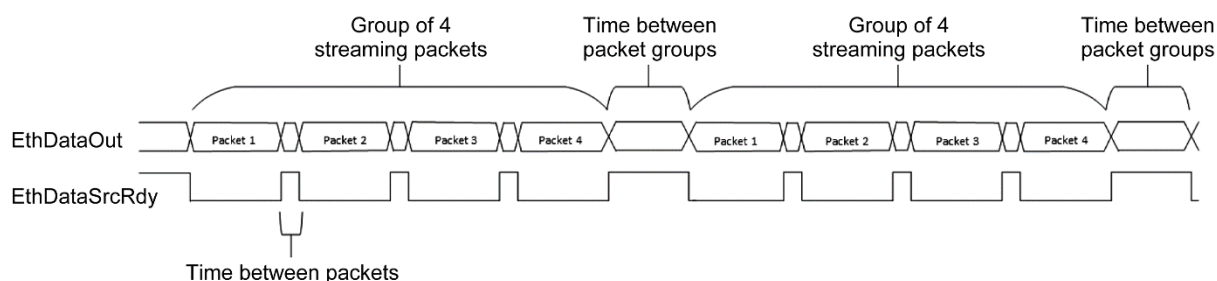 Group of 4
streaming packets
Time between
packet groups
Group of 4
streaming packets
Time between
packet groups
EthDataOut
Packet 1
Packet 2
Packet 3
Packet 4
Packet 1
Packet 2
Packet 3
Packet 4
EthDataSrcRdy
Time between packets